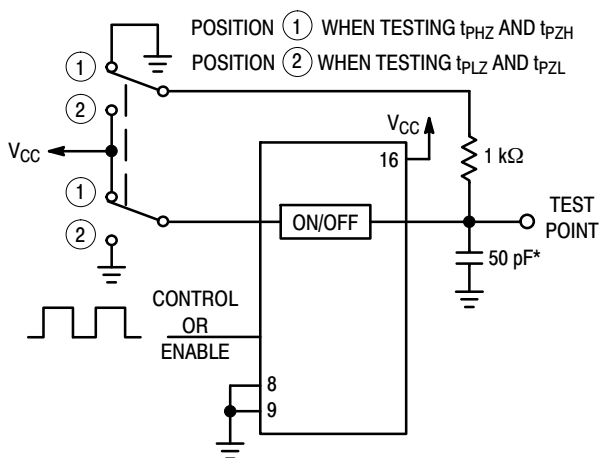 POSITION 1 WHEN TESTING tPHZ AND tPZH
POSITION 2 WHEN TESTING tPLZ AND tPZL
1
2
VCC
1
2
VCC
16
1 kΩ
ON/OFF
TEST
POINT
50 pF*
CONTROL
OR
ENABLE
8
9